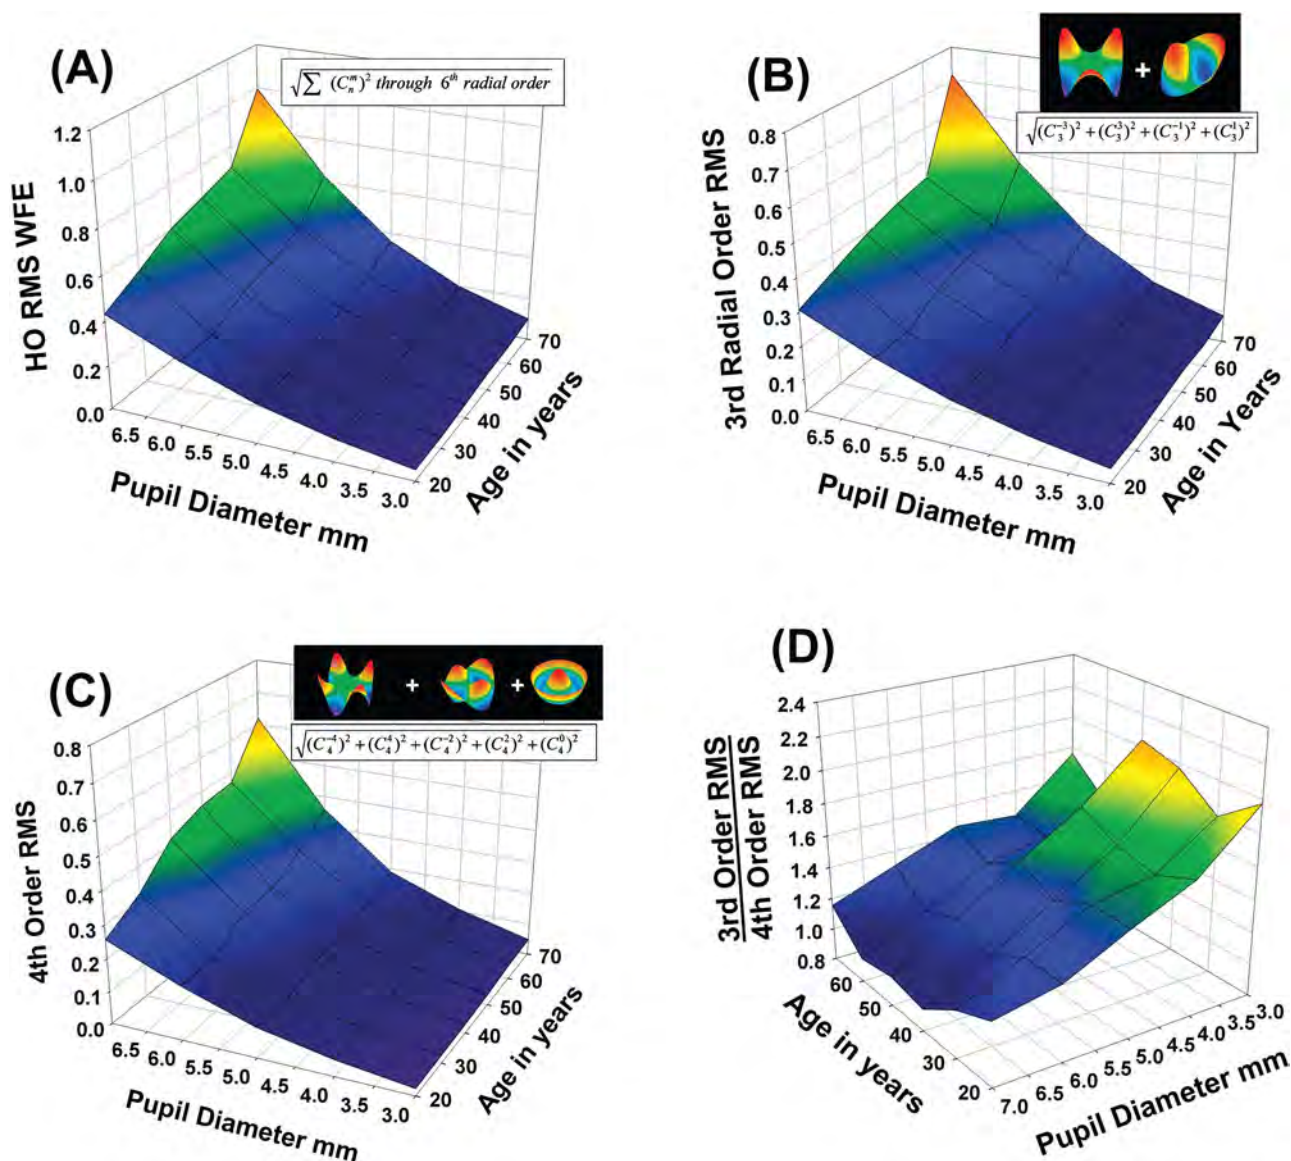 (A)
√∑ (C_n^m)² through 6th radial order
HO RMS WFE
1.2
1.0
0.8
0.6
0.4
0.2
0.0
6.5 6.0 5.5 5.0 4.5 4.0 3.5 3.0
Pupil Diameter mm
20 30 40 50 60 70
Age in years
(B)
+
√(C_3^-3)² + (C_3^3)² + (C_3^-1)² + (C_3^1)²
3rd Radial Order RMS
0.8
0.7
0.6
0.5
0.4
0.3
0.2
0.1
0.0
6.5 6.0 5.5 5.0 4.5 4.0 3.5 3.0
Pupil Diameter mm
20 30 40 50 60 70
Age in Years
(C)
+ +
√(C_4^-4)² + (C_4^4)² + (C_4^-2)² + (C_4^2)² + (C_4^0)²
4th Order RMS
0.8
0.7
0.6
0.5
0.4
0.3
0.2
0.1
0.0
6.5 6.0 5.5 5.0 4.5 4.0 3.5 3.0
Pupil Diameter mm
20 30 40 50 60 70
Age in years
(D)
3rd Order RMS
4th Order RMS
2.4
2.2
2.0
1.8
1.6
1.4
1.2
1.0
0.8
60 50 40 30 20
Age in years
7.0 6.5 6.0 5.5 5.0 4.5 4.0 3.5 3.0
Pupil Diameter mm